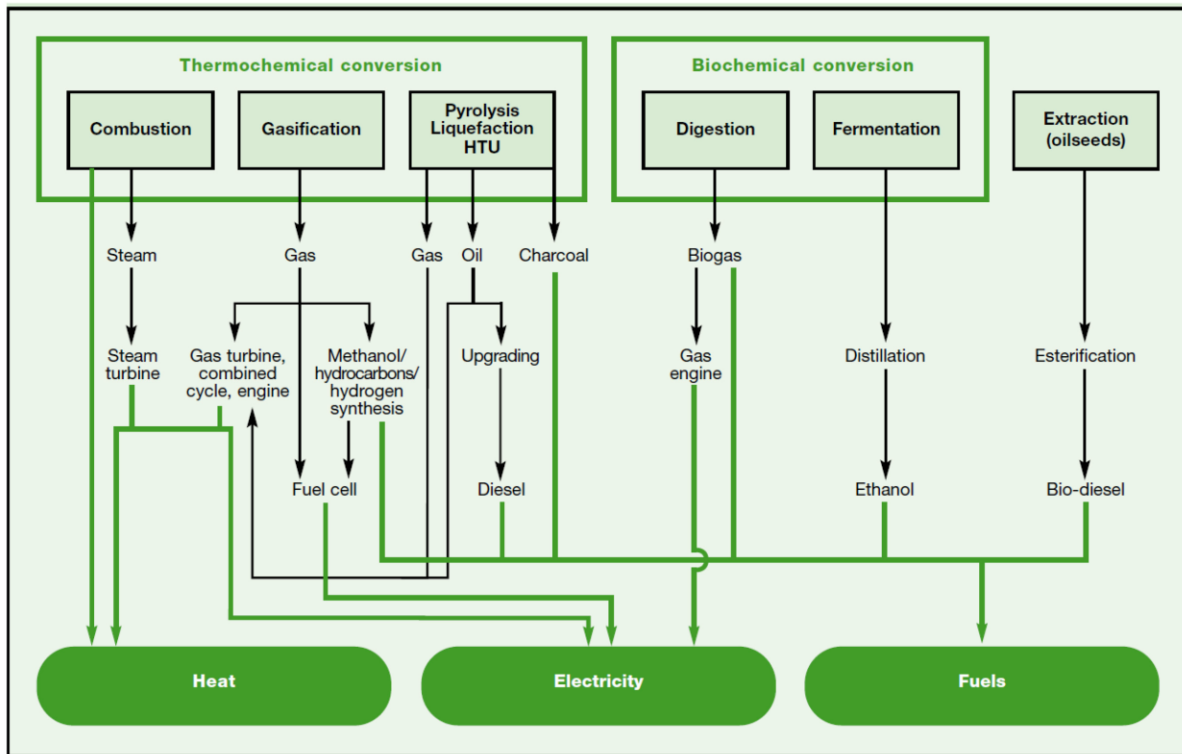 Thermochemical conversion
Biochemical conversion
Combustion
Gasification
Pyrolysis
Liquefaction
HTU
Digestion
Fermentation
Extraction
(oilseeds)
Steam
Gas
Gas
Oil
Charcoal
Biogas
Steam
turbine
Gas turbine,
combined
cycle, engine
Methanol/
hydrocarbons/
hydrogen
synthesis
Upgrading
Gas
engine
Distillation
Esterification
Fuel cell
Diesel
Ethanol
Bio-diesel
Heat
Electricity
Fuels